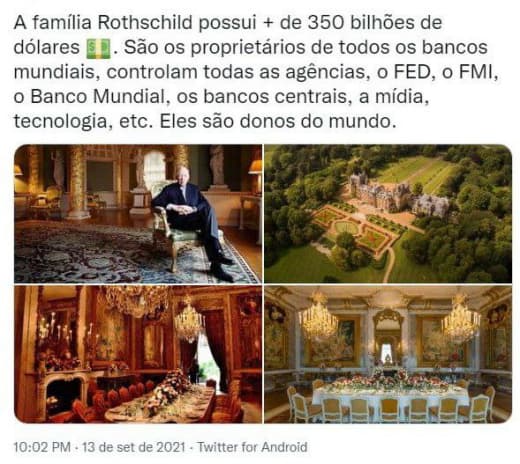 A família Rothschild possui + de 350 bilhões de
dólares 💵. São os proprietários de todos os bancos
mundiais, controlam todas as agências, o FED, o FMI,
o Banco Mundial, os bancos centrais, a mídia,
tecnologia, etc. Eles são donos do mundo.
10:02 PM · 13 de set de 2021 · Twitter for Android